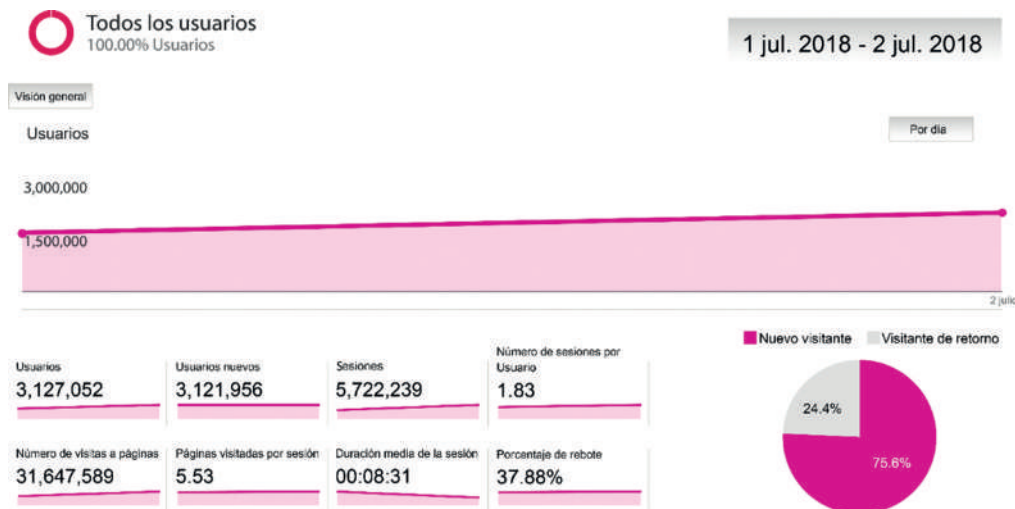 Todos los usuarios
100.00% Usuarios
1 jul. 2018 - 2 jul. 2018
Visión general
Usuarios
Por día
3,000,000
1,500,000
2 julio
Nuevo visitante
Visitante de retorno
24.4%
75.6%
Usuarios
3,127,052
Usuarios nuevos
3,121,956
Sesiones
5,722,239
Número de sesiones por
Usuario
1.83
Número de visitas a páginas
31,647,589
Páginas visitadas por sesión
5.53
Duración media de la sesión
00:08:31
Porcentaje de rebote
37.88%